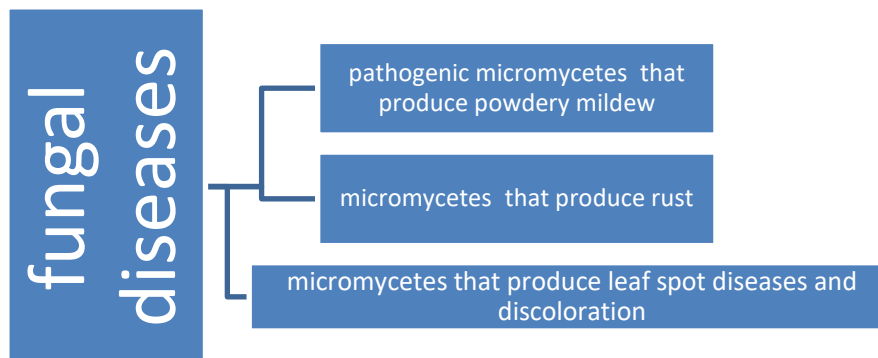 fungal
diseases
pathogenic micromycetes that
produce powdery mildew
micromycetes that produce rust
micromycetes that produce leaf spot diseases and
discoloration